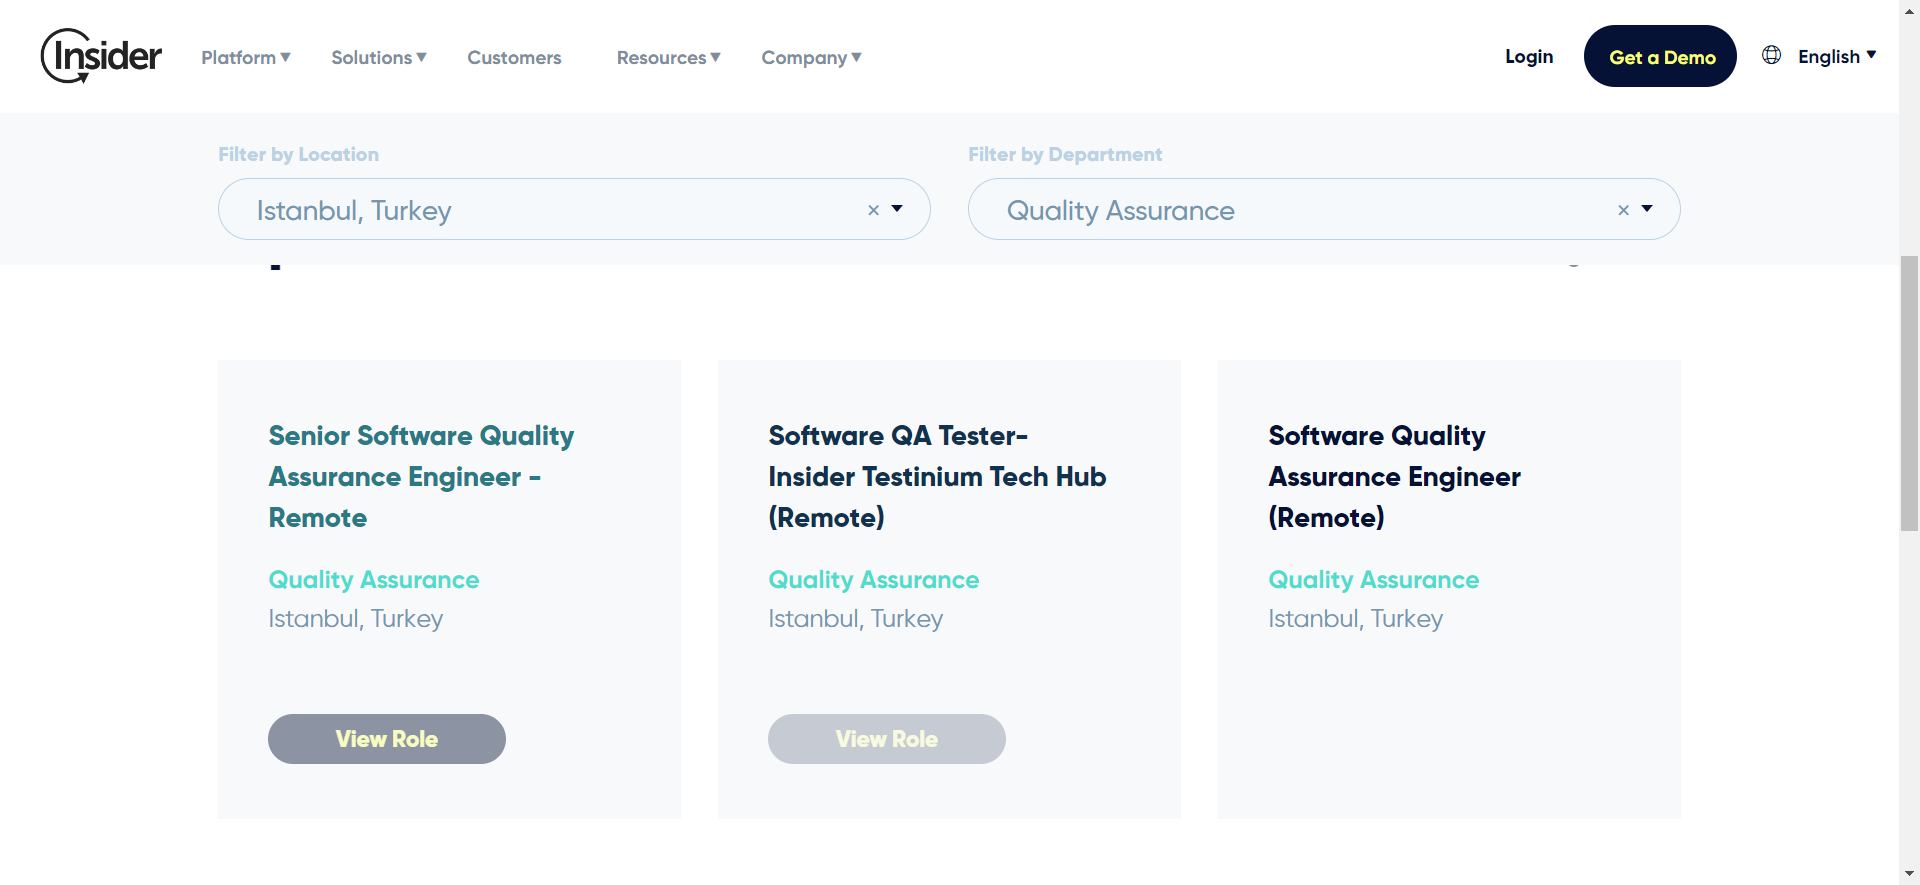 Insider
Platform ▼ Solutions ▼ Customers Resources ▼ Company ▼ Login Get a Demo English ▼
Filter by Location Filter by Department
Istanbul, Turkey × Quality Assurance ×
Senior Software Quality
Assurance Engineer -
Remote
Quality Assurance
Istanbul, Turkey
View Role
Software QA Tester-
Insider Testinium Tech Hub
(Remote)
Quality Assurance
Istanbul, Turkey
View Role
Software Quality
Assurance Engineer
(Remote)
Quality Assurance
Istanbul, Turkey